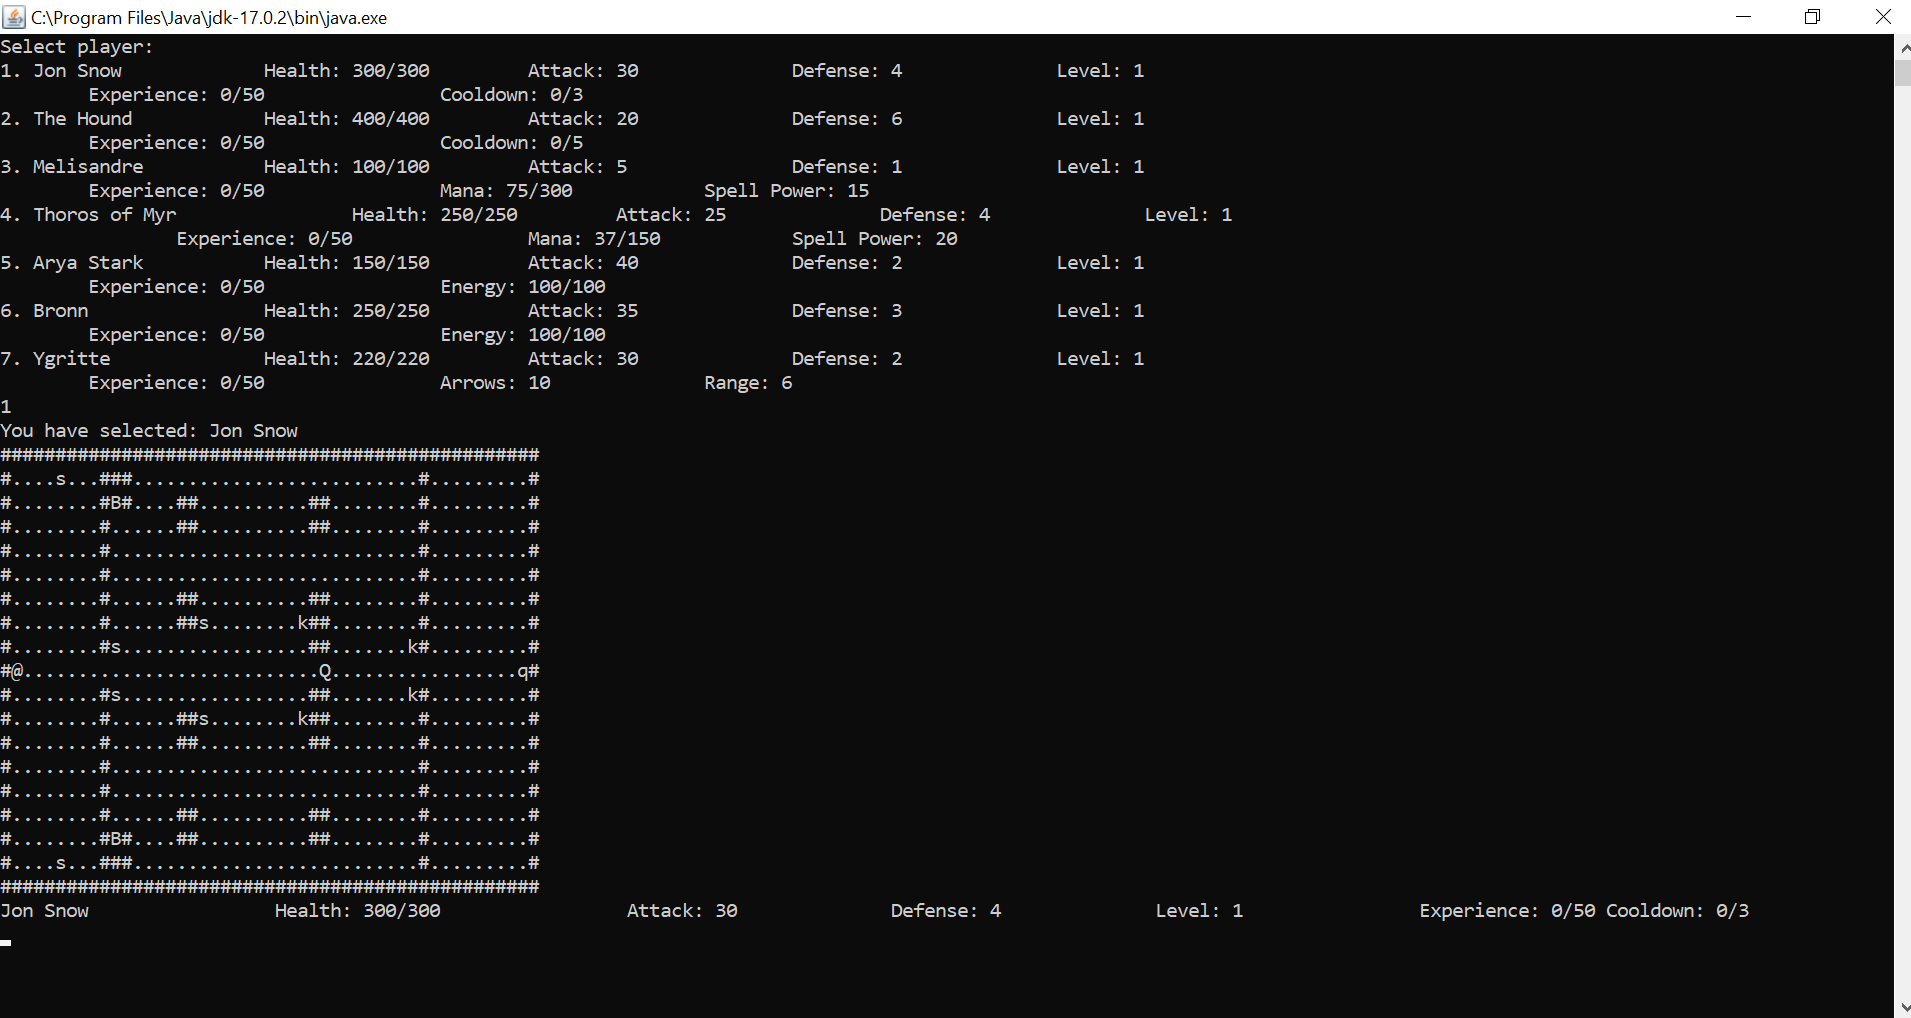 C:\Program Files\Java\jdk-17.0.2\bin\java.exe
Select player:
1. Jon Snow             Health: 300/300         Attack: 30              Defense: 4              Level: 1
        Experience: 0/50                Cooldown: 0/3
2. The Hound            Health: 400/400         Attack: 20              Defense: 6              Level: 1
        Experience: 0/50                Cooldown: 0/5
3. Melisandre           Health: 100/100         Attack: 5               Defense: 1              Level: 1
        Experience: 0/50                Mana: 75/300            Spell Power: 15
4. Thoros of Myr                Health: 250/250         Attack: 25              Defense: 4              Level: 1
                Experience: 0/50                Mana: 37/150            Spell Power: 20
5. Arya Stark           Health: 150/150         Attack: 40              Defense: 2              Level: 1
        Experience: 0/50                Energy: 100/100
6. Bronn                Health: 250/250         Attack: 35              Defense: 3              Level: 1
        Experience: 0/50                Energy: 100/100
7. Ygritte              Health: 220/220         Attack: 30              Defense: 2              Level: 1
        Experience: 0/50                Arrows: 10              Range: 6
1
You have selected: Jon Snow
#################################################
#....s...###..........................#.........#
#........#B#....##..........##........#.........#
#........#......##..........##........#.........#
#........#............................#.........#
#........#............................#.........#
#........#......##..........##........#.........#
#........#......##s........k##........#.........#
#........#s.................##.......k#.........#
#@...........................Q.................q#
#........#s.................##.......k#.........#
#........#......##s........k##........#.........#
#........#......##..........##........#.........#
#........#............................#.........#
#........#............................#.........#
#........#......##..........##........#.........#
#........#B#....##..........##........#.........#
#....s...###..........................#.........#
#################################################
Jon Snow                 Health: 300/300                 Attack: 30              Defense: 4              Level: 1                Experience: 0/50 Cooldown: 0/3